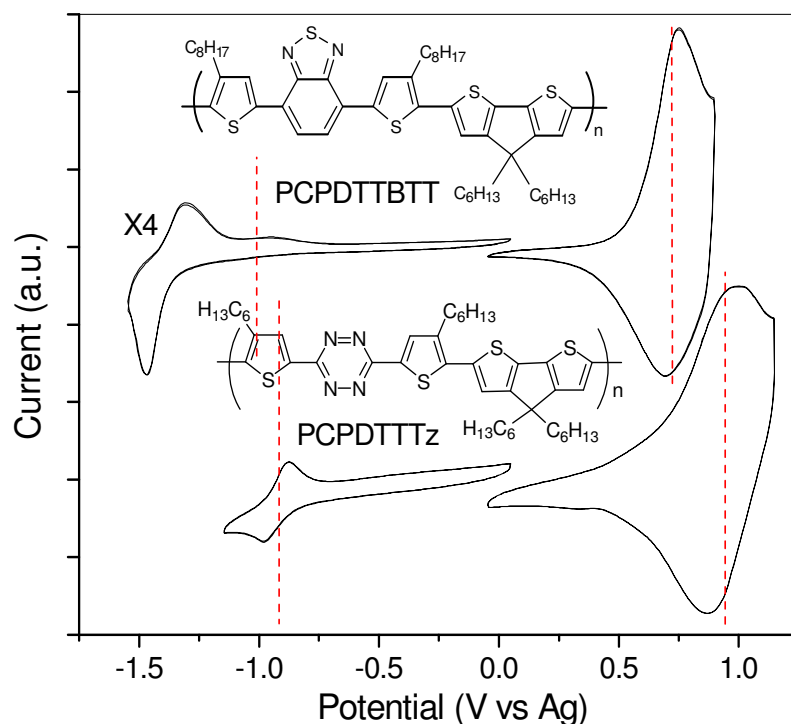 C8H17
N
S
N
C8H17
S
S
S
S
n
C6H13
C6H13
PCPDTTBTT
X4
H13C6
N
N
C6H13
S
S
S
N
N
S
n
H13C6
C6H13
PCPDTTTz
Current (a.u.)
-1.5
-1.0
-0.5
0.0
0.5
1.0
Potential (V vs Ag)